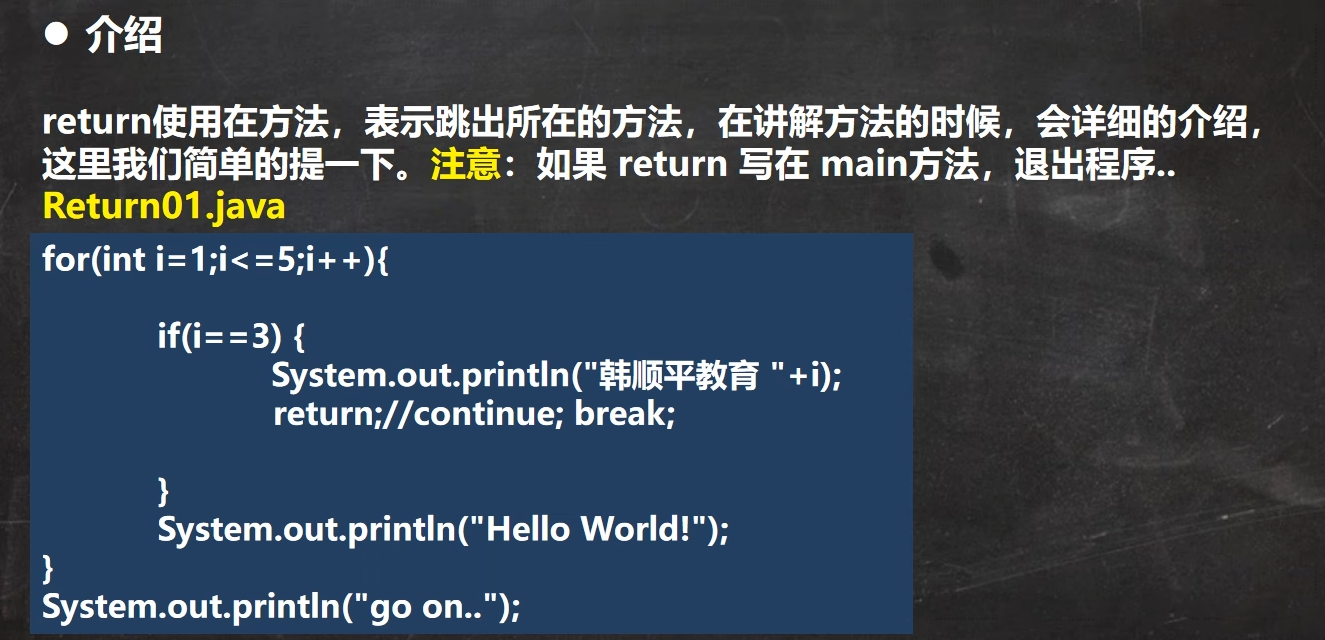 ● 介绍
return使用在方法，表示跳出所在的方法，在讲解方法的时候，会详细的介绍，
这里我们简单的提一下。注意：如果 return 写在 main方法，退出程序..
Return01.java
for(int i=1;i<=5;i++){
if(i==3) {
System.out.println("韩顺平教育 "+i);
return;//continue; break;
}
System.out.println("Hello World!");
}
System.out.println("go on..");